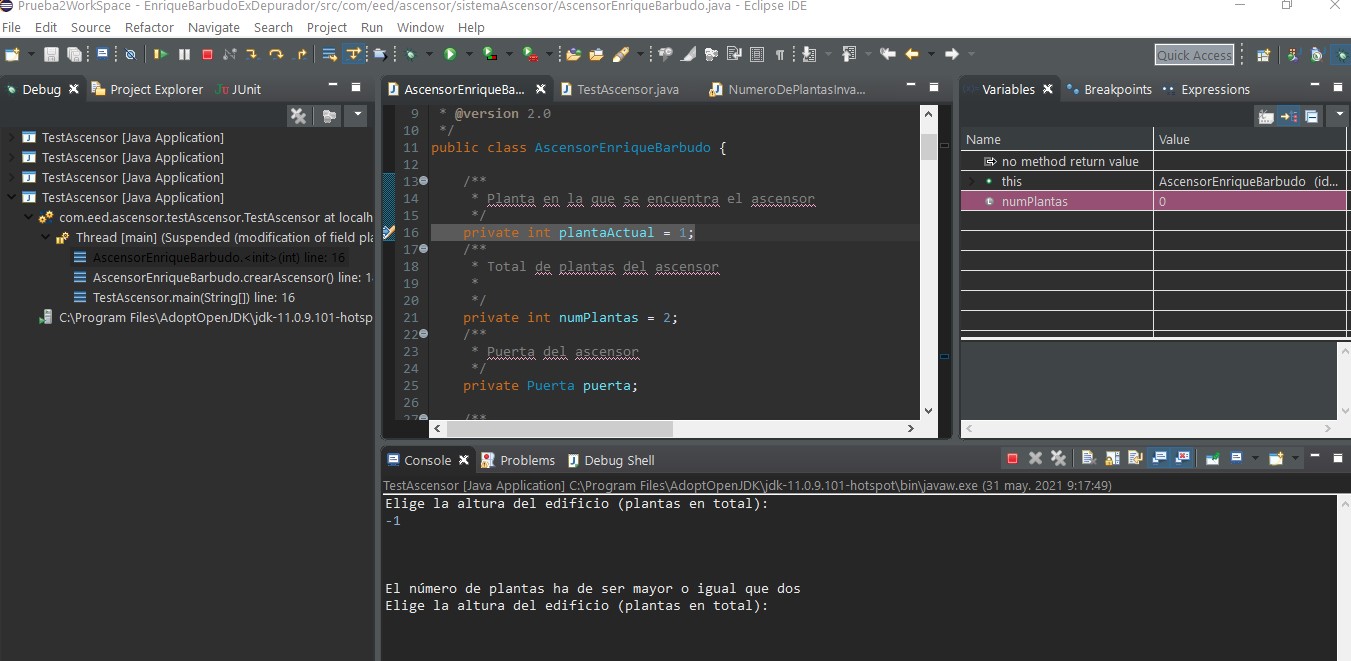 Prueba2WorkSpace - EnriqueBarbudoExDepurador/src/com/eed/ascensor/sistemaAscensor/AscensorEnriqueBarbudo.java - Eclipse IDE
File Edit Source Refactor Navigate Search Project Run Window Help
Quick Access
Debug Project Explorer JUnit
TestAscensor [Java Application]
TestAscensor [Java Application]
TestAscensor [Java Application]
TestAscensor [Java Application]
com.eed.ascensor.testAscensor.TestAscensor at localh
Thread [main] (Suspended (modification of field pla
AscensorEnriqueBarbudo.<init>(int) line: 16
AscensorEnriqueBarbudo.crearAscensor() line: 1
TestAscensor.main(String[]) line: 16
C:\Program Files\AdoptOpenJDK\jdk-11.0.9.101-hotsp
AscensorEnriqueBa... TestAscensor.java NumeroDePlantasInva...
9 * @version 2.0
10 */
11 public class AscensorEnriqueBarbudo {
12
13 /**
14 * Planta en la que se encuentra el ascensor
15 */
16 private int plantaActual = 1;
17 /**
18 * Total de plantas del ascensor
19 *
20 */
21 private int numPlantas = 2;
22 /**
23 * Puerta del ascensor
24 */
25 private Puerta puerta;
26
27 /**
Variables Breakpoints Expressions
Name Value
no method return value
this AscensorEnriqueBarbudo (id...
numPlantas 0
Console Problems Debug Shell
TestAscensor [Java Application] C:\Program Files\AdoptOpenJDK\jdk-11.0.9.101-hotspot\bin\javaw.exe (31 may. 2021 9:17:49)
Elige la altura del edificio (plantas en total):
-1
El número de plantas ha de ser mayor o igual que dos
Elige la altura del edificio (plantas en total):